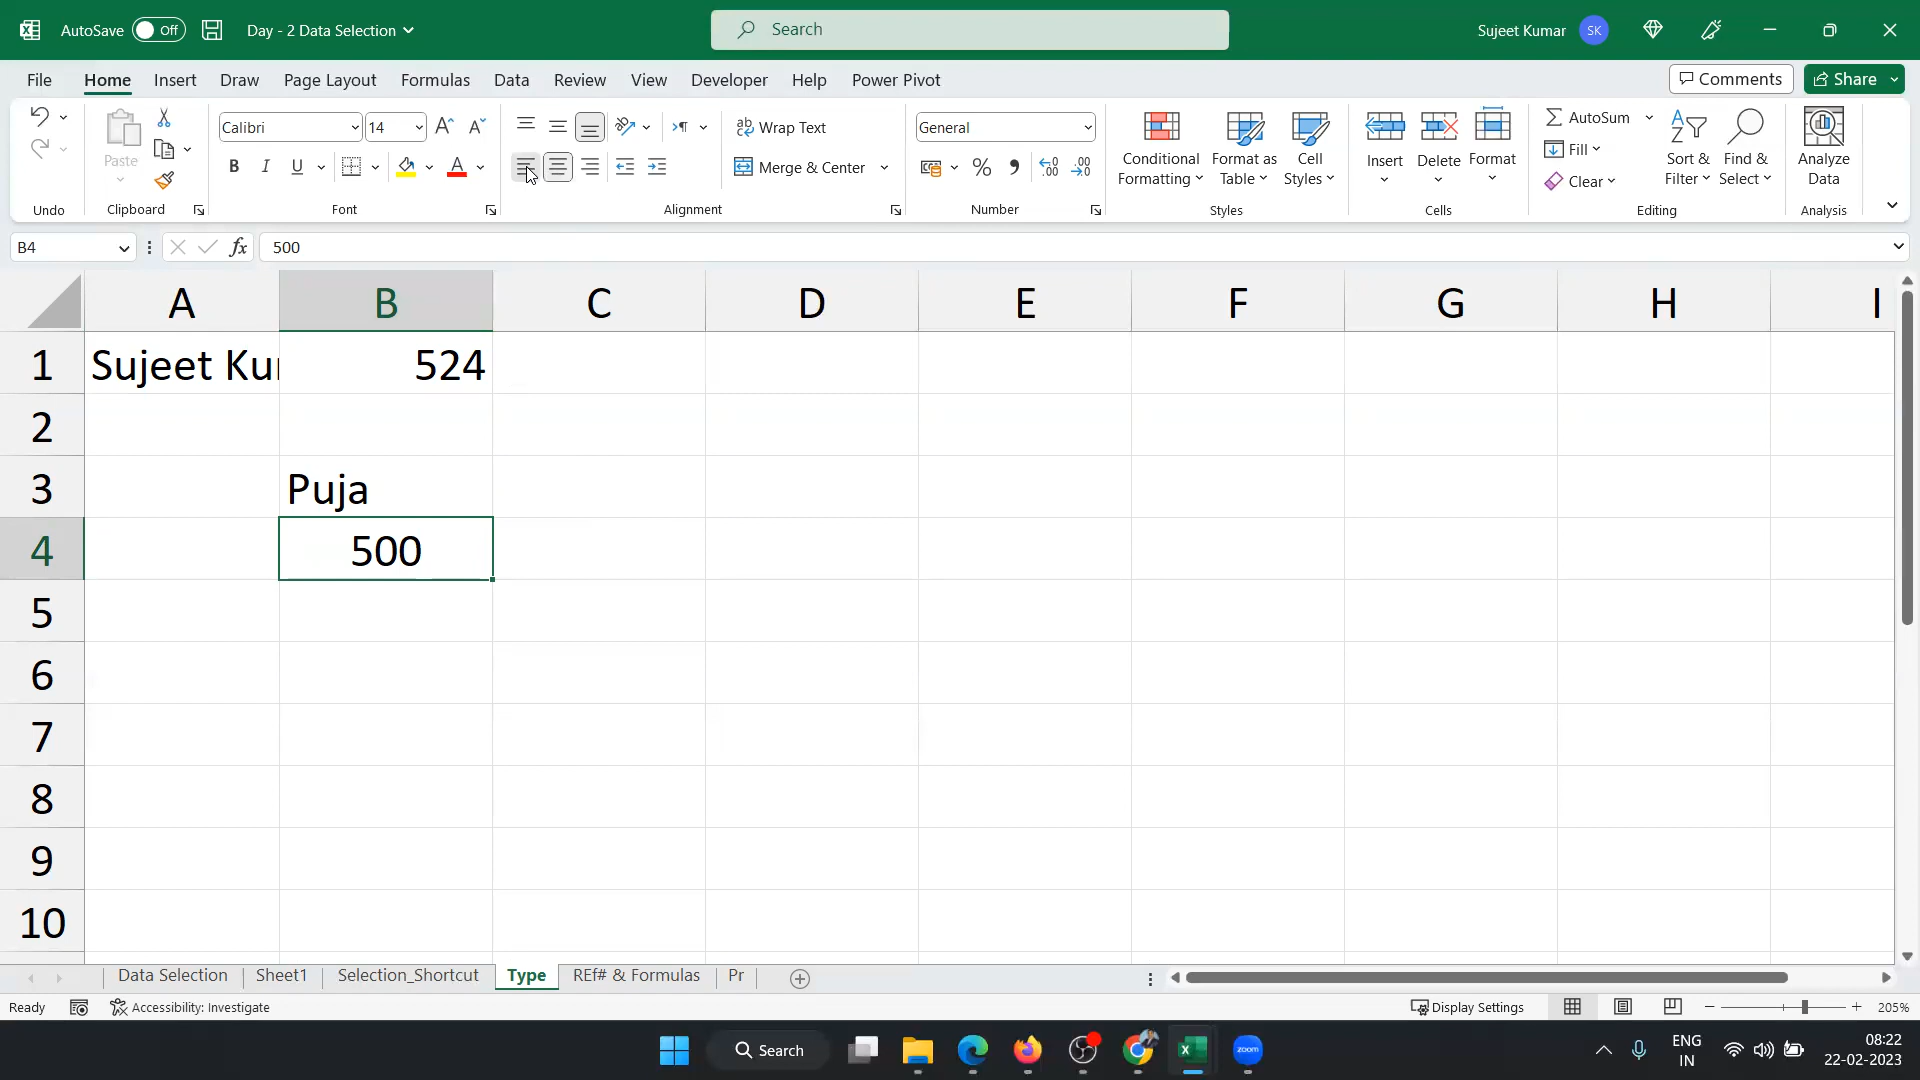 AutoSave Off Day - 2 Data Selection Search Sujeet Kumar SK
File Home Insert Draw Page Layout Formulas Data Review View Developer Help Power Pivot Comments Share
Paste Calibri 14 Wrap Text General Conditional Formatting Format as Table Cell Styles Insert Delete Format AutoSum Sort & Filter Find & Select Analyze Data
B I U A Merge & Center % Fill
Clear
Undo Clipboard Font Alignment Number Styles Cells Editing Analysis
B4 fx 500
A B C D E F G H I
1 Sujeet Kur 524
2
3 Puja
4 500
5
6
7
8
9
10
Data Selection Sheet1 Selection_Shortcut Type REf# & Formulas Pr
Ready Accessibility: Investigate Display Settings 205%
Search zoom ENG IN 08:22
22-02-2023